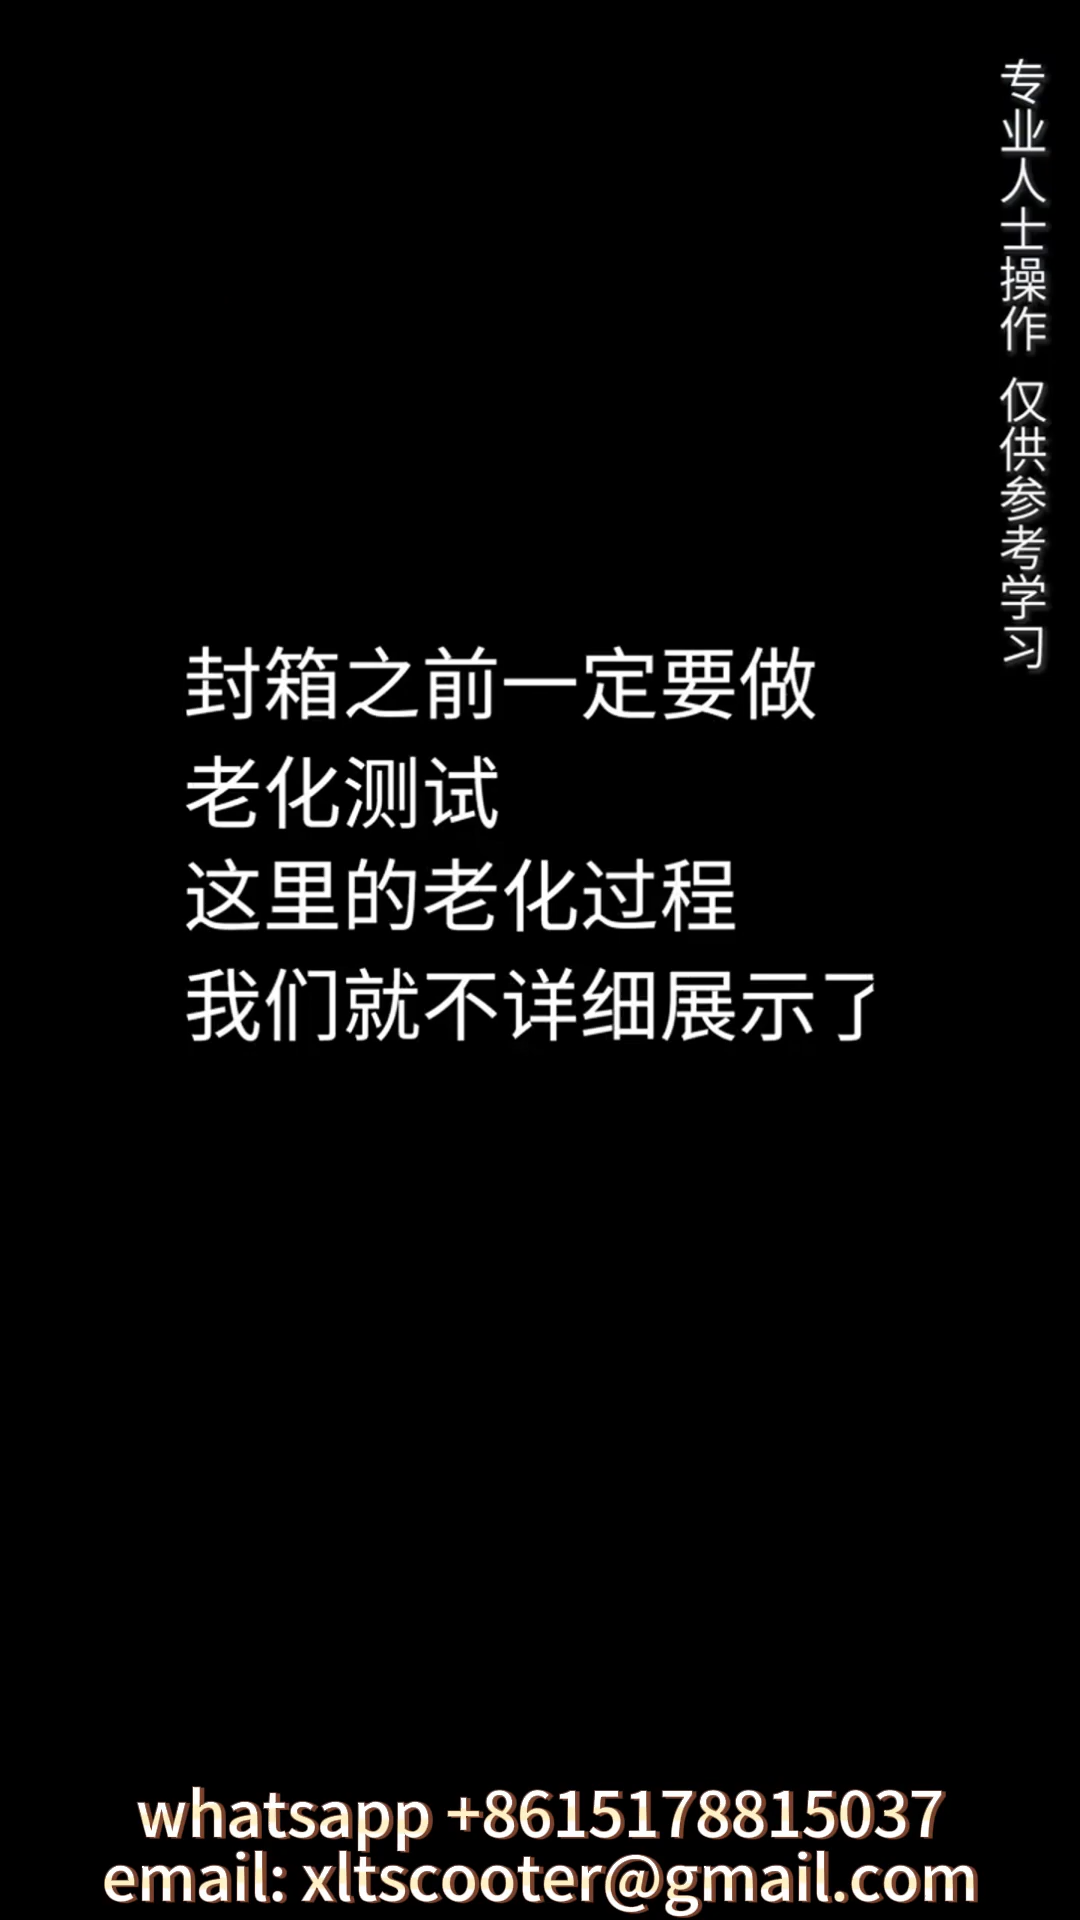 专业人士操作 仅供参考学习
封箱之前一定要做
老化测试
这里的老化过程
我们就不详细展示了
whatsapp +8615178815037
email: xltscooter@gmail.com